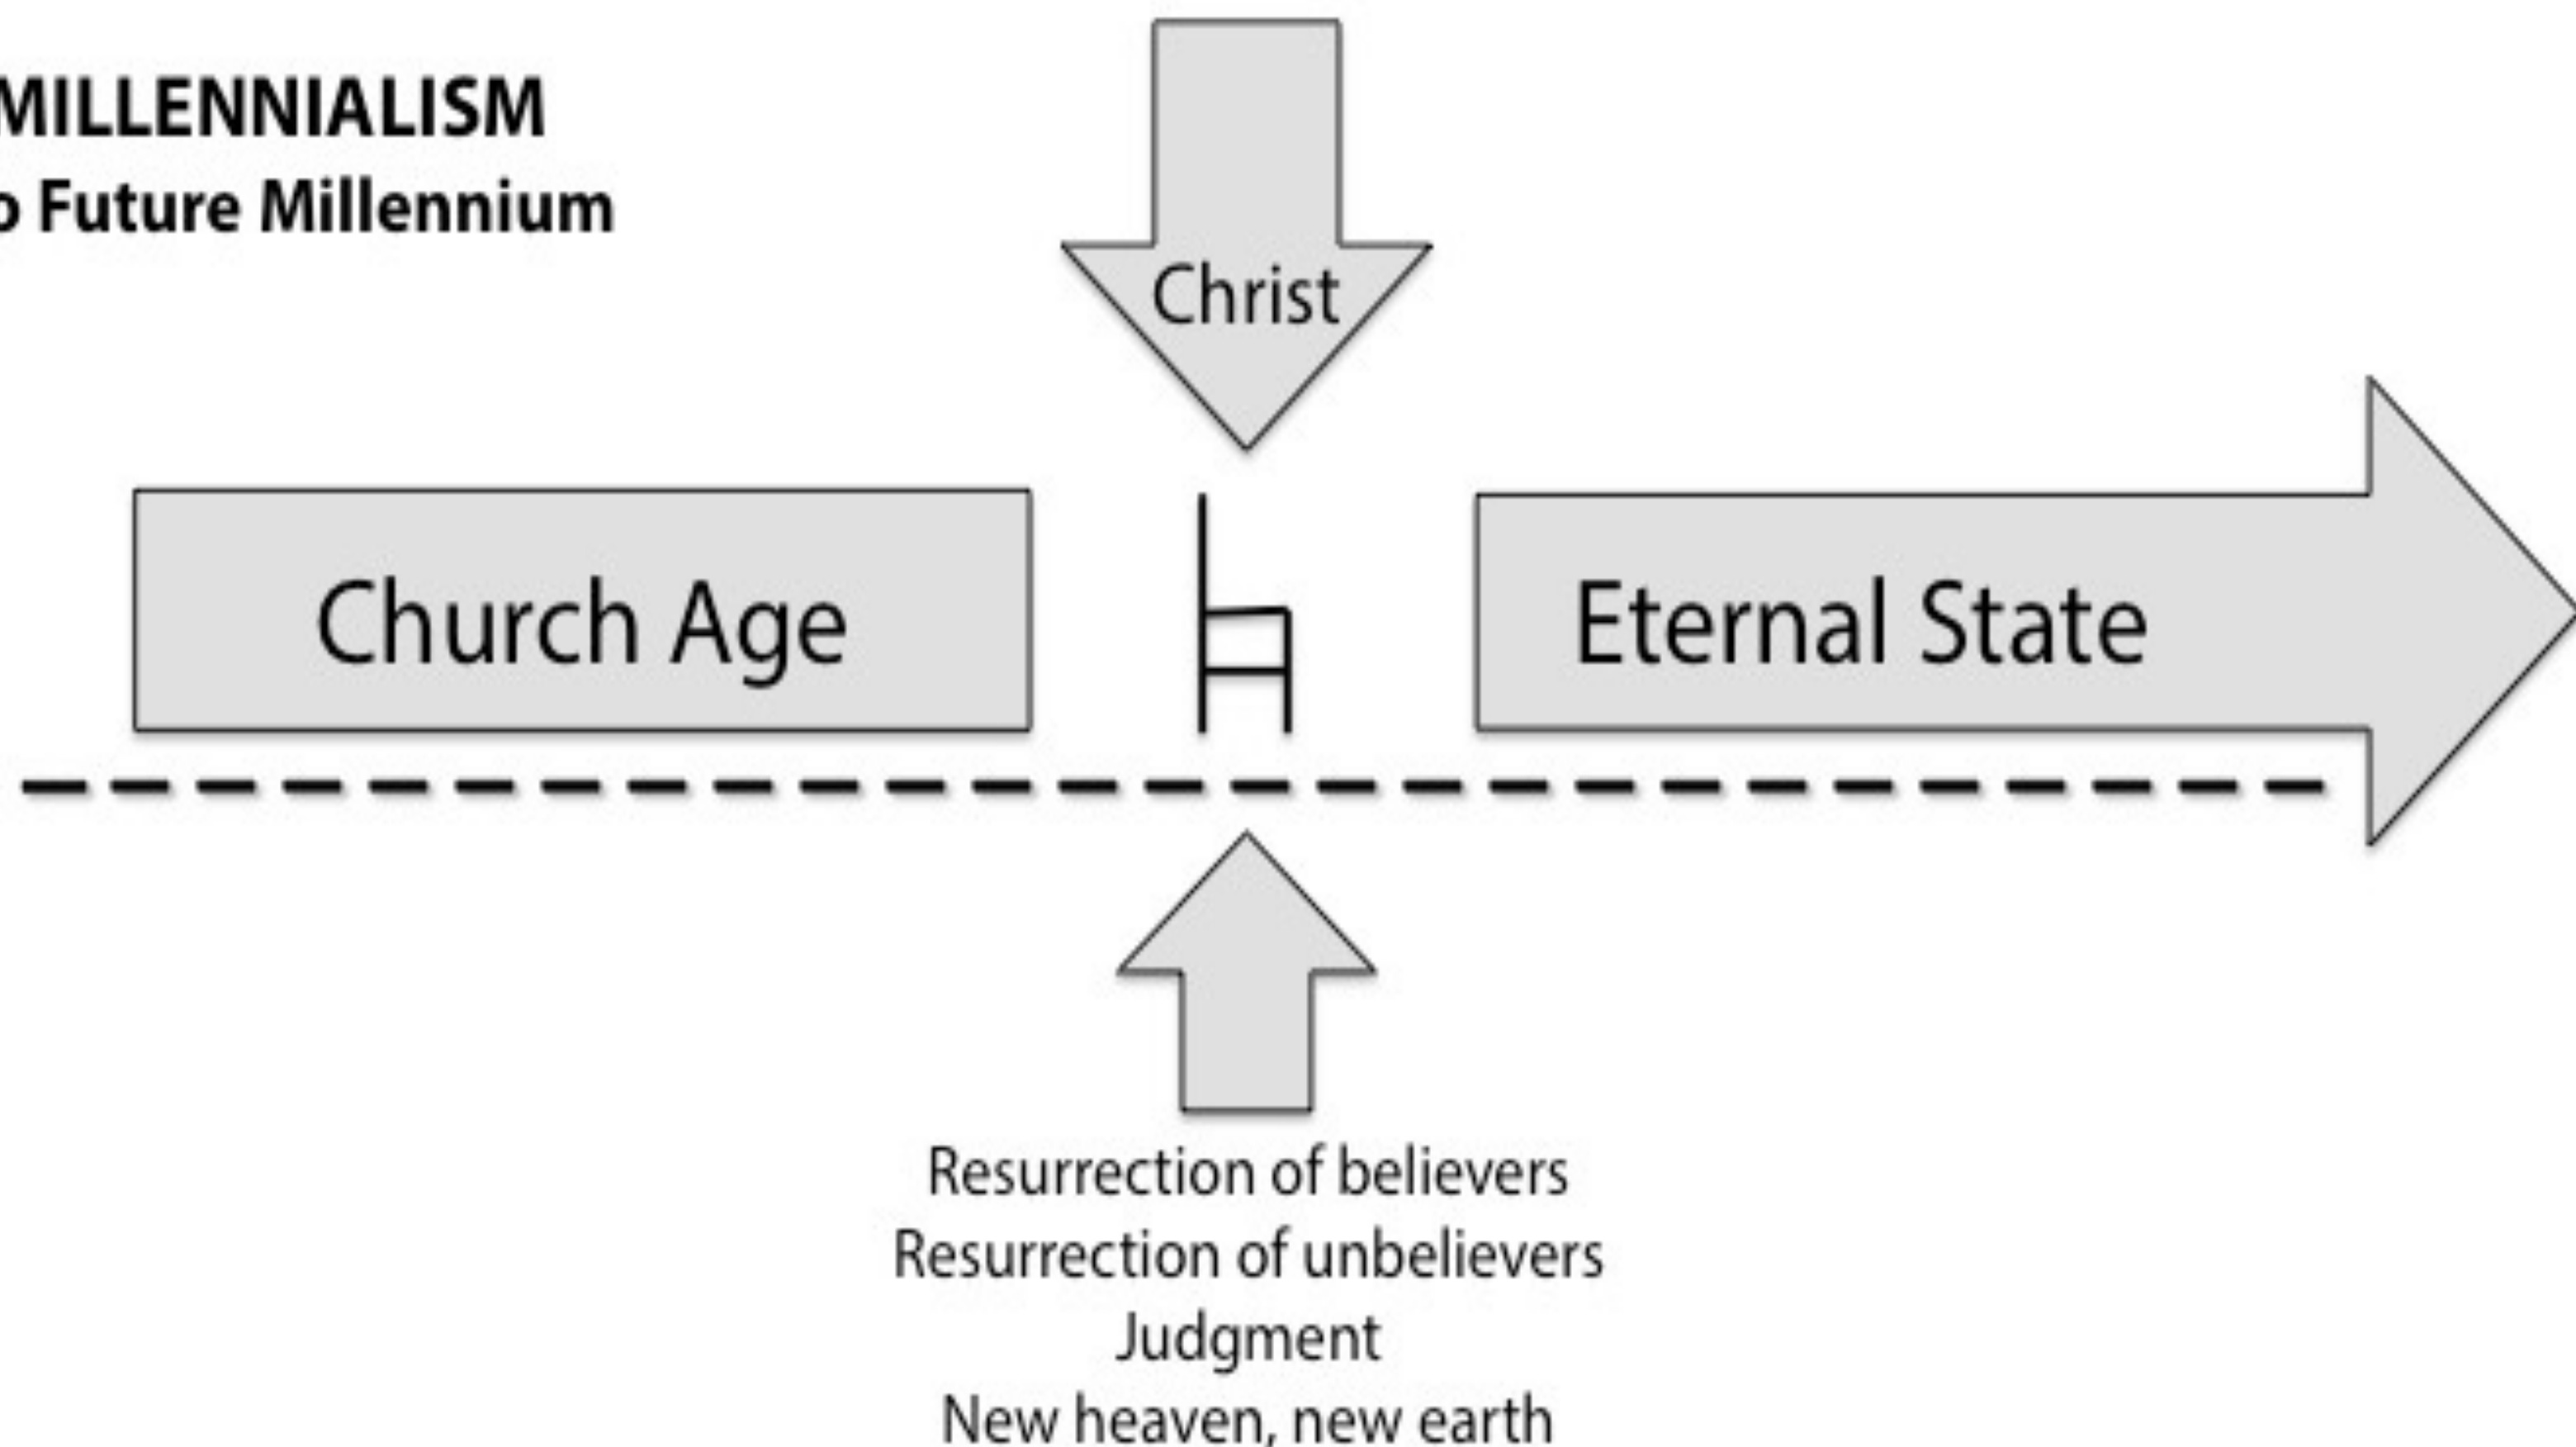 MILLENNIALISM
o Future Millennium
Christ
Church Age
Eternal State
Resurrection of believers
Resurrection of unbelievers
Judgment
New heaven, new earth